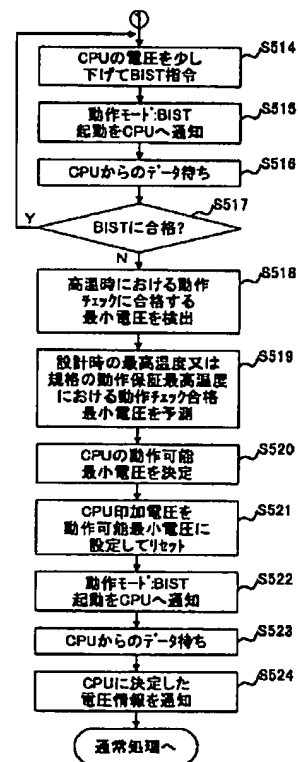 1
CPUの電圧を少し
下げてBIST指令
S514
動作モード:BIST
起動をCPUへ通知
S515
CPUからのデータ待ち
S516
BISTに合格?
S517
Y
N
高温時における動作
チェックに合格する
最小電圧を検出
S518
設計時の最高温度又は
規格の動作保証最高温度
における動作チェック合格
最小電圧を予測
S519
CPUの動作可能
最小電圧を決定
S520
CPU印加電圧を
動作可能最小電圧に
設定してリセット
S521
動作モード:BIST
起動をCPUへ通知
S522
CPUからのデータ待ち
S523
CPUに決定した
電圧情報を通知
S524
通常処理へ